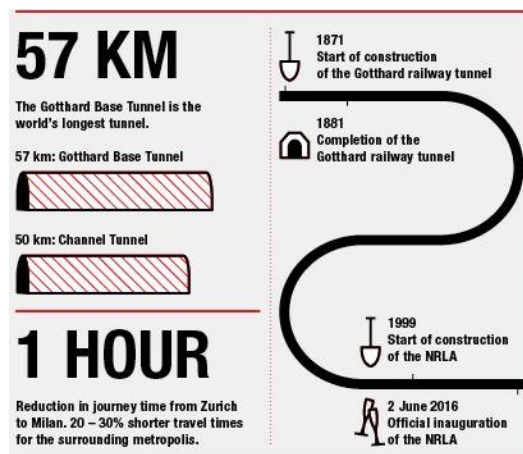 57 KM
The Gotthard Base Tunnel is the
world's longest tunnel.
57 km: Gotthard Base Tunnel
50 km: Channel Tunnel
1 HOUR
Reduction in journey time from Zurich
to Milan. 20 – 30% shorter travel times
for the surrounding metropolis.
1871
Start of construction
of the Gotthard railway tunnel
1881
Completion of the
Gotthard railway tunnel
1999
Start of construction
of the NRLA
2 June 2016
Official inauguration
of the NRLA